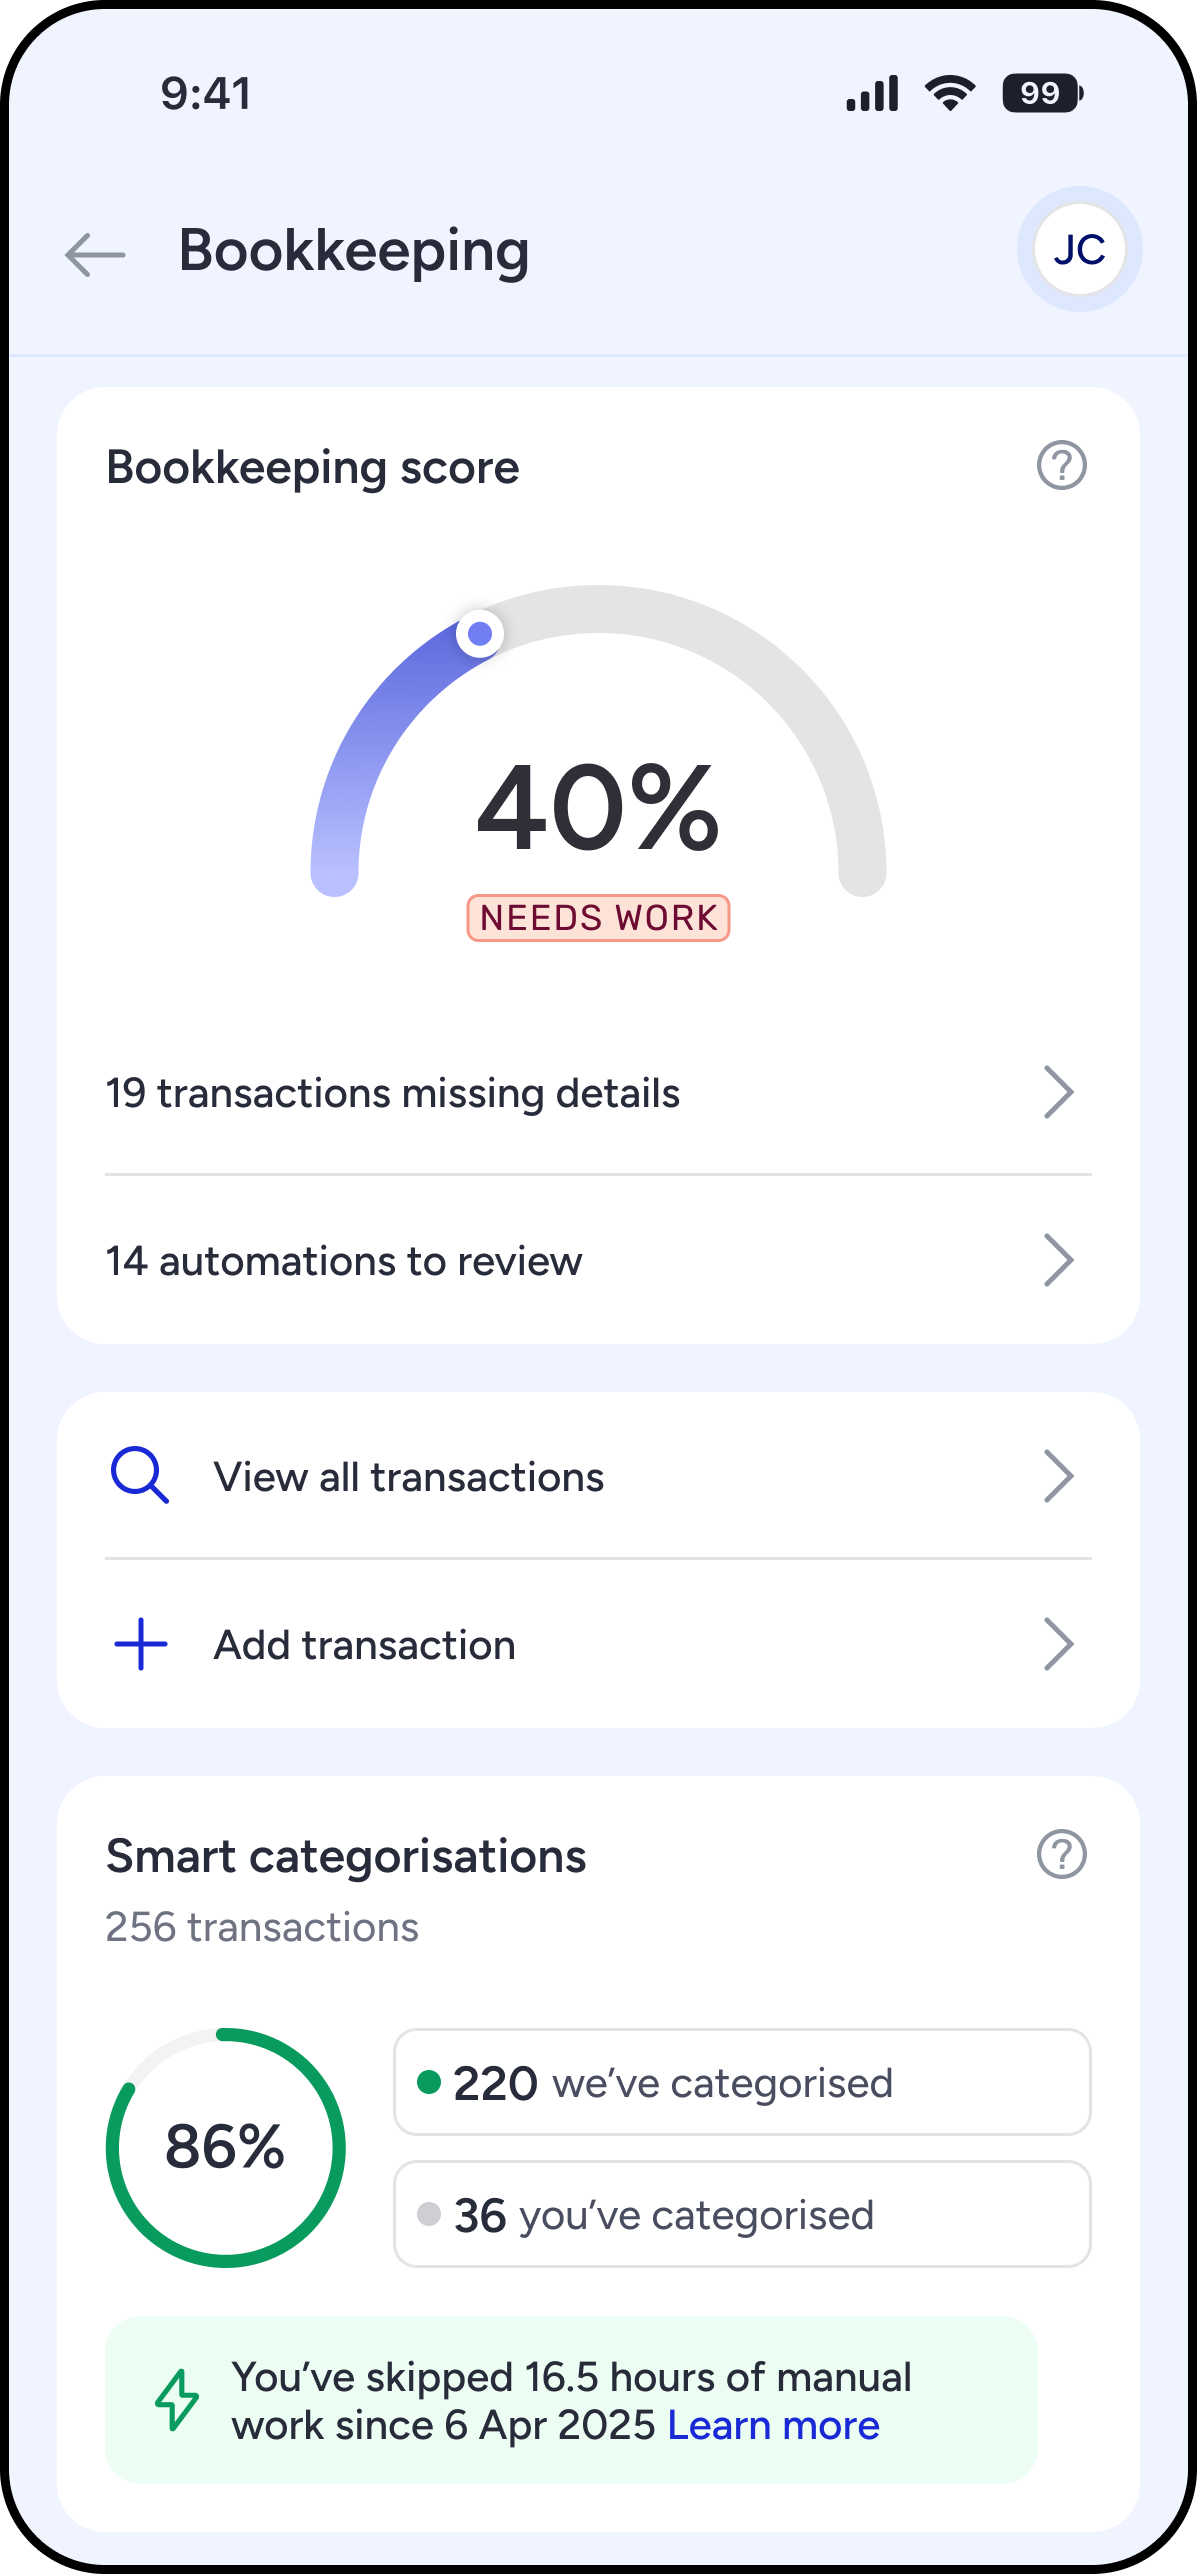 9:41
99
Bookkeeping
JC
Bookkeeping score
?
40%
NEEDS WORK
19 transactions missing details
14 automations to review
View all transactions
Add transaction
Smart categorisations
?
256 transactions
86%
220 we’ve categorised
36 you’ve categorised
You’ve skipped 16.5 hours of manual
work since 6 Apr 2025 Learn more